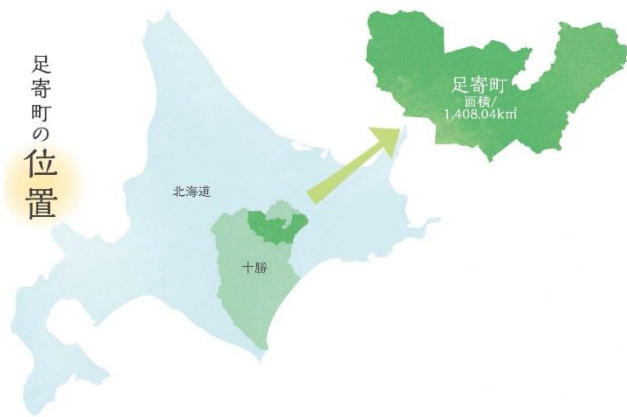 足寄町の
位置
北海道
十勝
足寄町
面積/
1,408.04k㎡